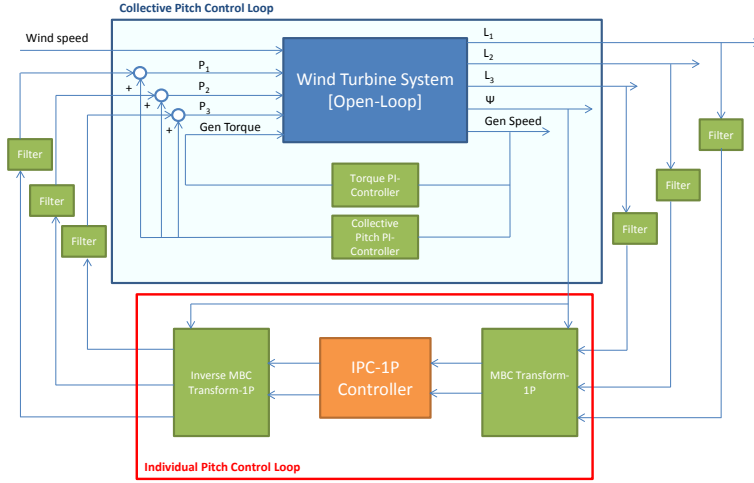 Collective Pitch Control Loop
Wind speed
P1
P2
P3
Gen Torque
+
+
+
Wind Turbine System
[Open-Loop]
L1
L2
L3
Ψ
Gen Speed
Filter
Filter
Filter
Filter
Filter
Filter
Torque PI-
Controller
Collective
Pitch PI-
Controller
Inverse MBC
Transform-1P
IPC-1P
Controller
MBC Transform-
1P
Individual Pitch Control Loop